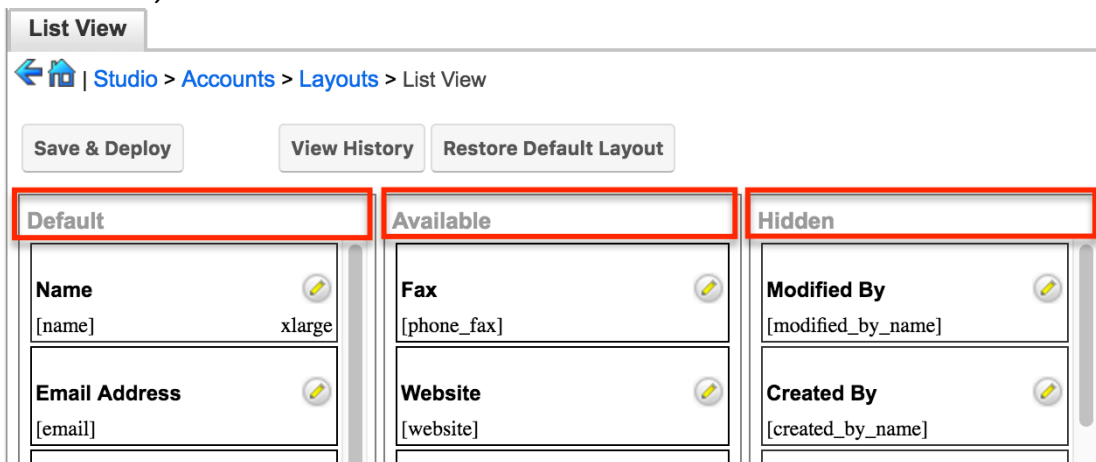 List View
| Studio > Accounts > Layouts > List View
Save & Deploy View History Restore Default Layout
Default Available Hidden
Name Fax Modified By
[name] xlarge [phone_fax] [modified_by_name]
Email Address Website Created By
[email] [website] [created_by_name]